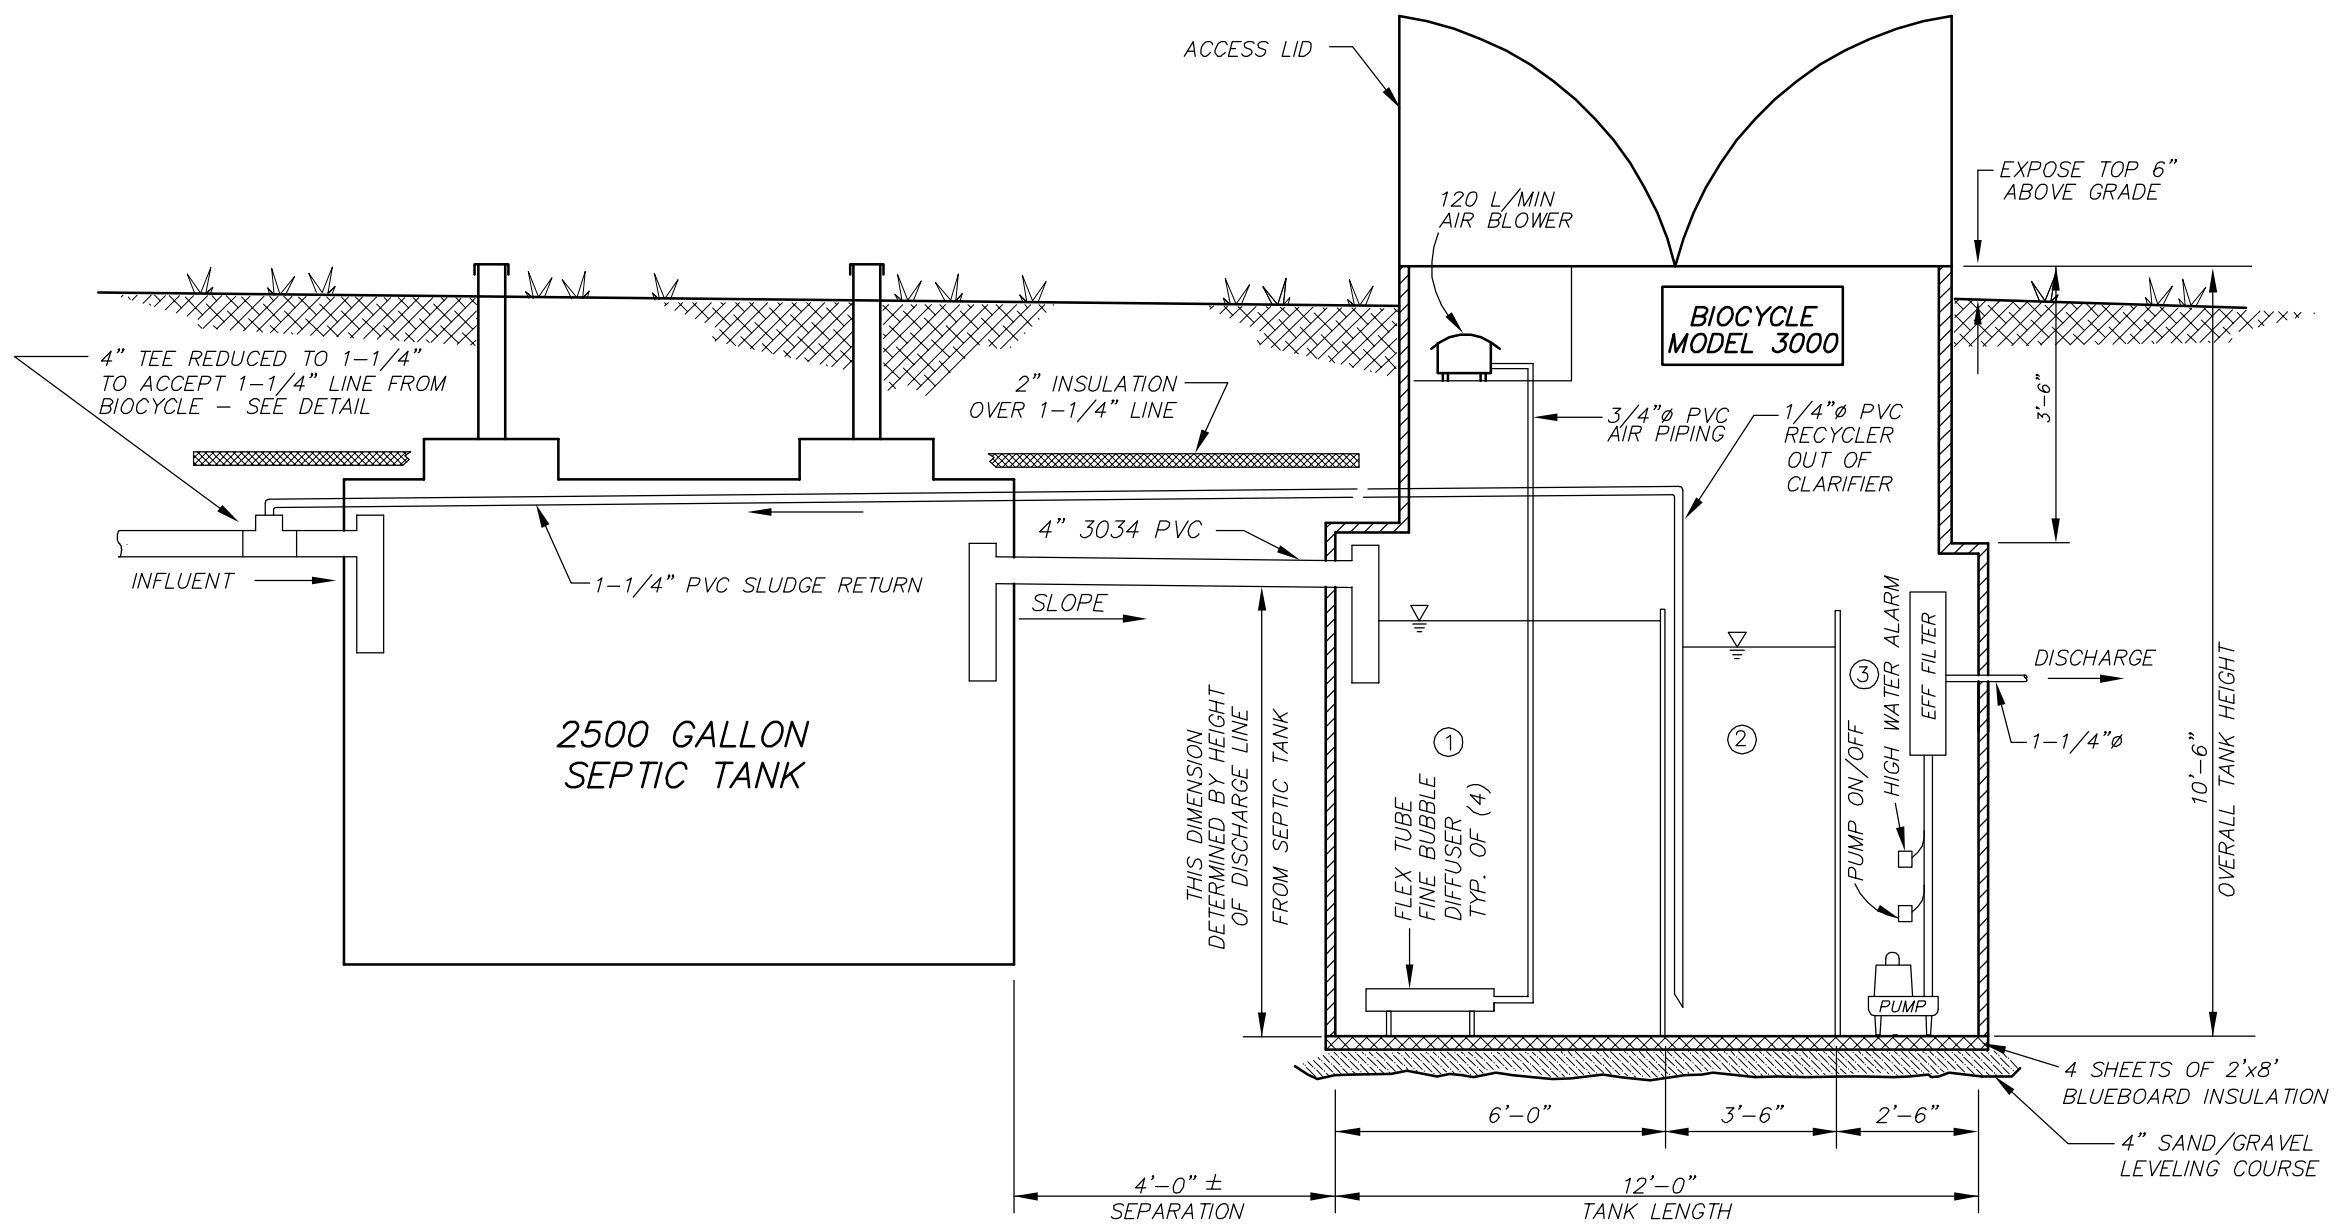 ACCESS LID
EXPOSE TOP 6"
ABOVE GRADE
120 L/MIN
AIR BLOWER
BIOCYCLE
MODEL 3000
4" TEE REDUCED TO 1-1/4"
TO ACCEPT 1-1/4" LINE FROM
BIOCYCLE - SEE DETAIL
2" INSULATION
OVER 1-1/4" LINE
3/4"ø PVC
AIR PIPING
1/4"ø PVC
RECYCLER
OUT OF
CLARIFIER
3'-6"
4" 3034 PVC
INFLUENT
1-1/4" PVC SLUDGE RETURN
SLOPE
2500 GALLON
SEPTIC TANK
THIS DIMENSION
DETERMINED BY HEIGHT
OF DISCHARGE LINE
FROM SEPTIC TANK
1
2
3
FLEX TUBE
FINE BUBBLE
DIFFUSER
TYP. OF (4)
PUMP ON/OFF
HIGH WATER ALARM
EFF FILTER
DISCHARGE
1-1/4"ø
PUMP
10'-6"
OVERALL TANK HEIGHT
4 SHEETS OF 2'x8'
BLUEBOARD INSULATION
4" SAND/GRAVEL
LEVELING COURSE
6'-0"
3'-6"
2'-6"
4'-0" ±
SEPARATION
12'-0"
TANK LENGTH